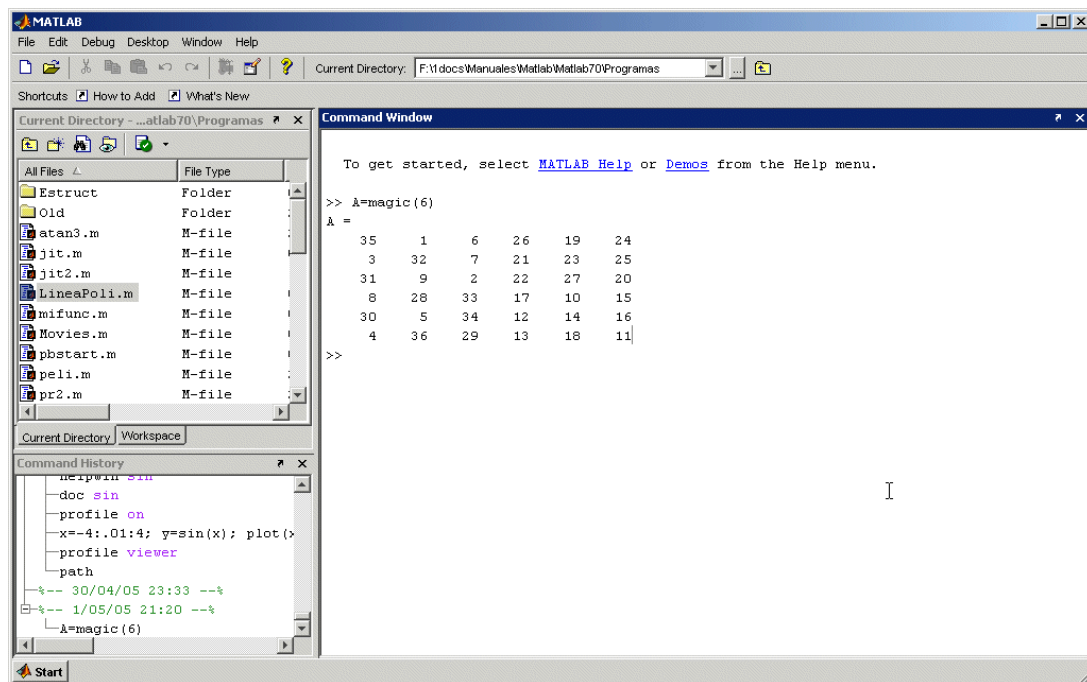 MATLAB
File Edit Debug Desktop Window Help
Current Directory: F:\1docs\Manuales\Matlab\Matlab70\Programas ...
Shortcuts How to Add What's New
Current Directory - ...atlab70\Programas
All Files File Type
Estruct Folder
Old Folder
atan3.m M-file
jit.m M-file
jit2.m M-file
LineaPoli.m M-file
mifunc.m M-file
Movies.m M-file
pbstart.m M-file
peli.m M-file
pr2.m M-file
Current Directory Workspace
Command History
helpwin sin
doc sin
profile on
x=-4:.01:4; y=sin(x); plot(x
profile viewer
path
%-- 30/04/05 23:33 --%
%-- 1/05/05 21:20 --%
A=magic(6)
Command Window
To get started, select MATLAB Help or Demos from the Help menu.
>> A=magic(6)
A =
35 1 6 26 19 24
3 32 7 21 23 25
31 9 2 22 27 20
8 28 33 17 10 15
30 5 34 12 14 16
4 36 29 13 18 11
>>
Start